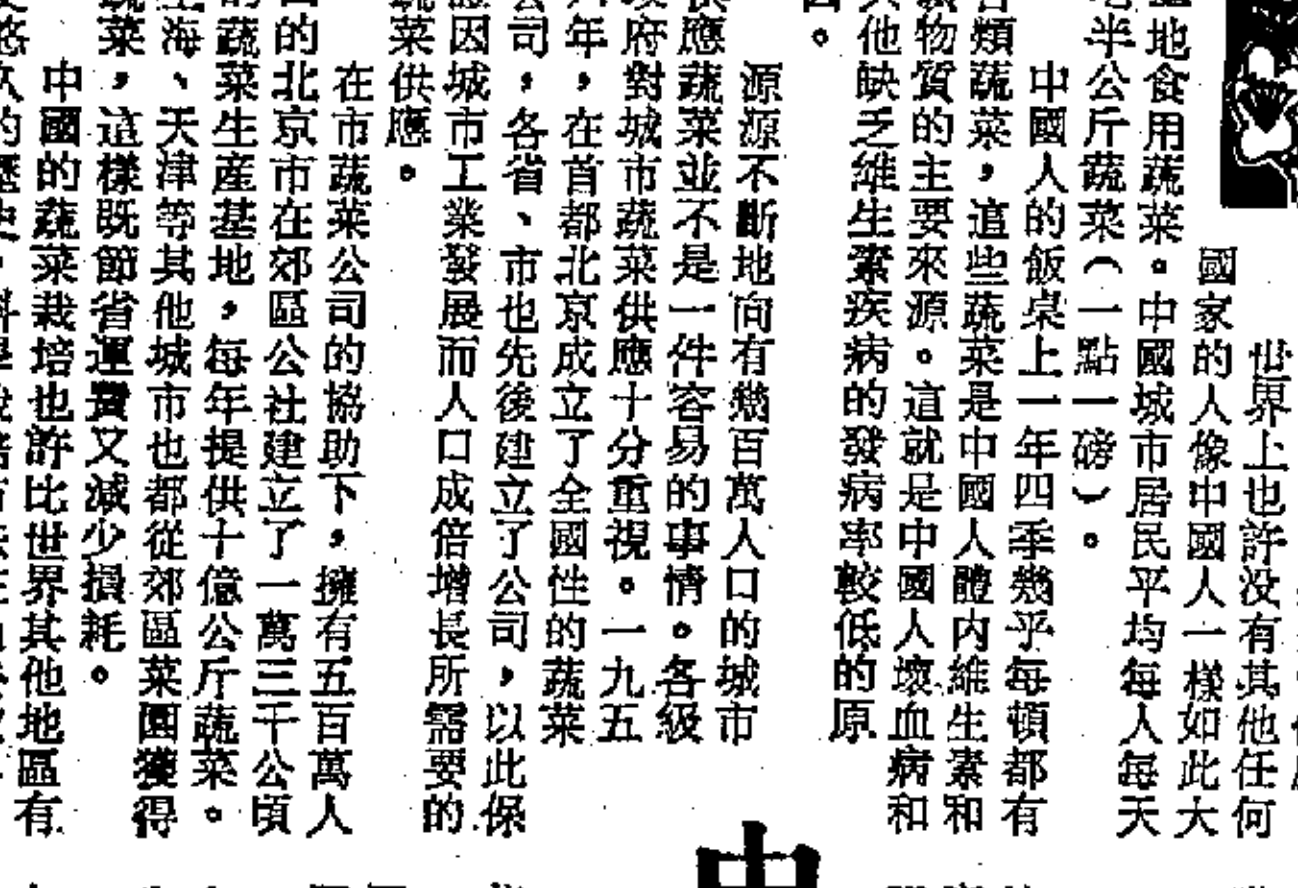 世界上也許没有其他任何
國家的人像中國人一樣如此大
量地食用蔬菜。中國城市居民平均每人每天
吃半公斤蔬菜（一點一磅）。
中國人的飯桌上一年四季幾乎每頓都有
各類蔬菜，這些蔬菜是中國人體内維生素和
礦物質的主要來源。這就是中國人壞血病和
其他缺乏維生素疾病的發病率較低的原
因。
源源不斷地向有幾百萬人口的城市
供應蔬菜並不是一件容易的事情。各級
政府對城市蔬菜供應十分重視。一九五
年，在首都北京成立了全國性的蔬菜
公司，各省、市也先後建立了公司，以此保
應因城市工業發展而人口成倍增長所需要的
蔬菜供應。
在市蔬菜公司的協助下，擁有五百萬人
口的北京市在郊區公社建立了一萬三千公頃
的蔬菜生産基地，每年提供十億公斤蔬菜。
上海、天津等其他城市也都從郊區菜園獲得
蔬菜，這樣既節省運費又減少損耗。
中國的蔬菜栽培也許比世界其他地區有
悠久的歷史
中